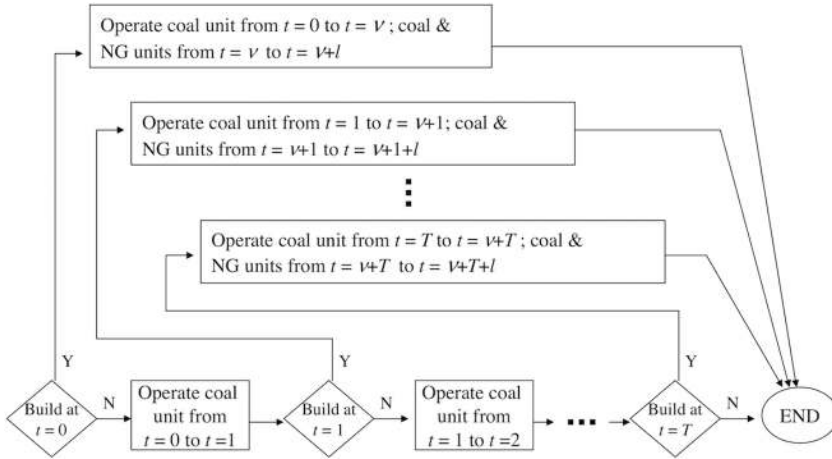 Operate coal unit from t = 0 to t = ν ; coal &
NG units from t = ν to t = ν+l
Operate coal unit from t = 1 to t = ν+1; coal &
NG units from t = ν+1 to t = ν+1+l
Operate coal unit from t = T to t = ν+T ; coal &
NG units from t = ν+T to t = ν+T+l
Y
Y
Y
Build at
t = 0
N
Operate coal
unit from
t = 0 to t =1
Build at
t = 1
N
Operate coal
unit from
t = 1 to t =2
Build at
t = T
N
END